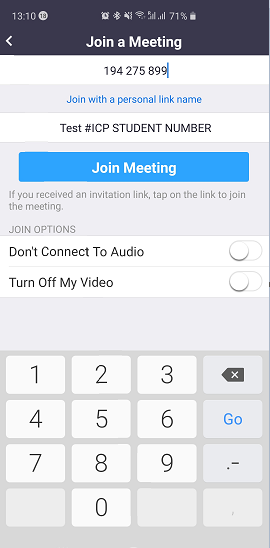 13:10 71%
Join a Meeting
194 275 899
Join with a personal link name
Test #ICP STUDENT NUMBER
Join Meeting
If you received an invitation link, tap on the link to join
the meeting.
JOIN OPTIONS
Don't Connect To Audio
Turn Off My Video
1 2 3
4 5 6 Go
7 8 9 .-
0 ,